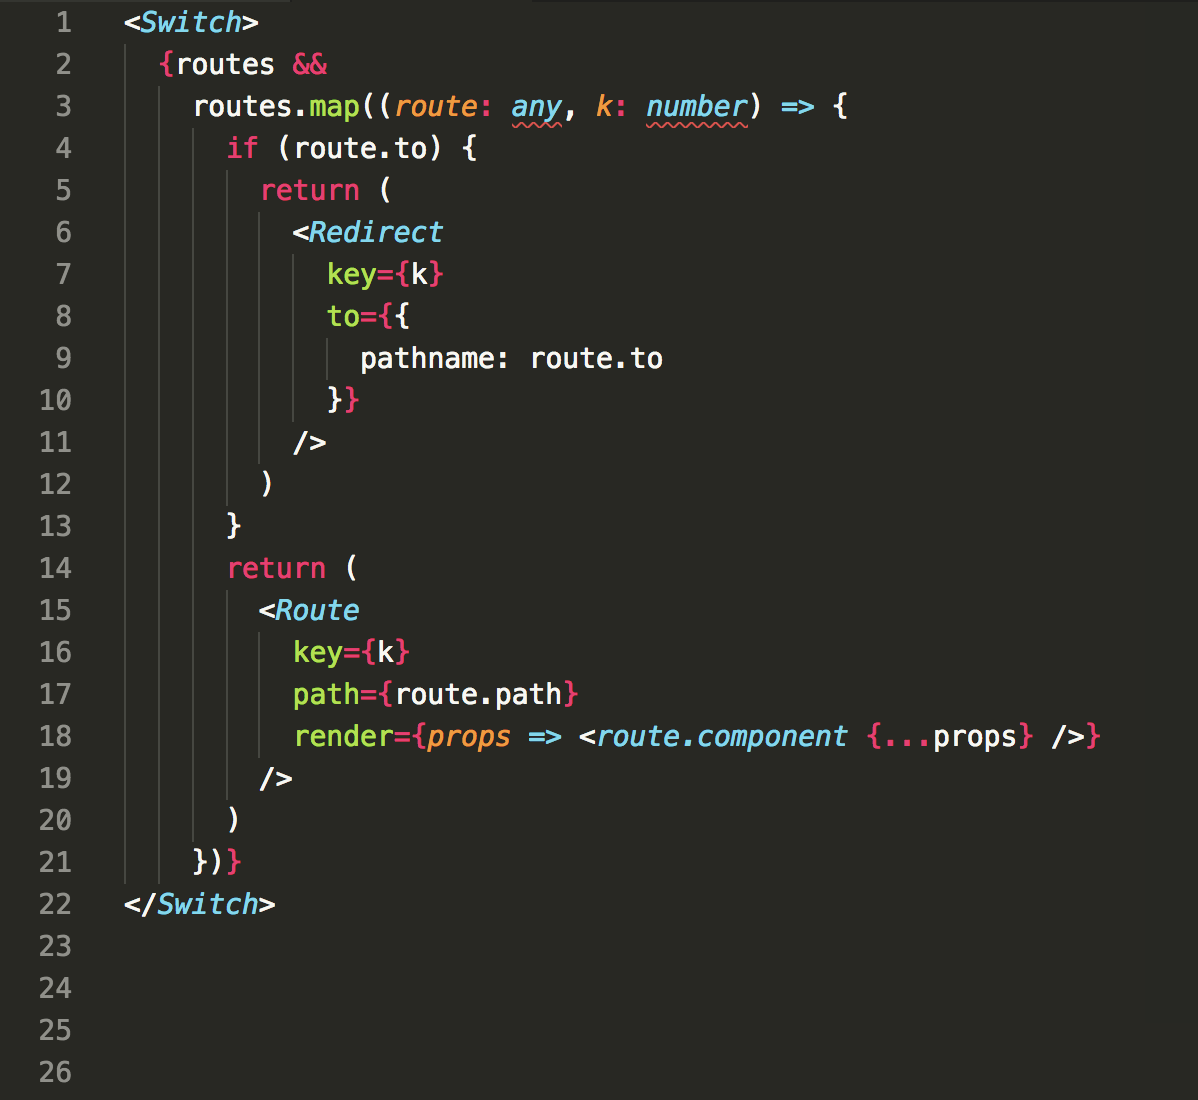 1 <Switch>
2 {routes &&
3 routes.map((route: any, k: number) => {
4 if (route.to) {
5 return (
6 <Redirect
7 key={k}
8 to={{
9 pathname: route.to
10 }}
11 />
12 )
13 }
14 return (
15 <Route
16 key={k}
17 path={route.path}
18 render={props => <route.component {...props} />}
19 />
20 )
21 })}
22 </Switch>
23
24
25
26